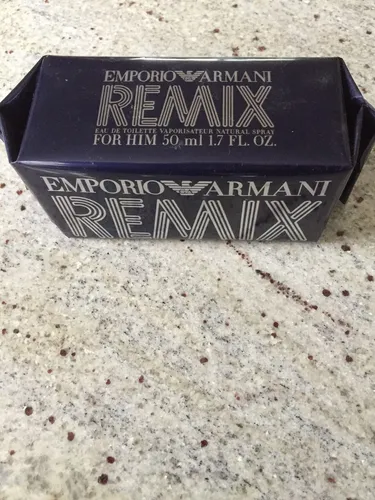 EMPORIO ARMANI
REMIX
EAU DE TOILETTE VAPORISATEUR NATURAL SPRAY
FOR HIM 50 ml 1.7 FL. OZ.
EMPORIO ARMANI
REMIX